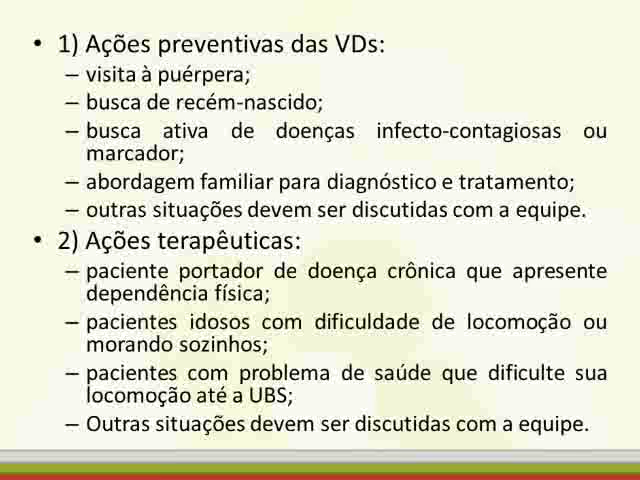 • 1) Ações preventivas das VDs:
– visita à puérpera;
– busca de recém-nascido;
– busca ativa de doenças infecto-contagiosas ou
marcador;
– abordagem familiar para diagnóstico e tratamento;
– outras situações devem ser discutidas com a equipe.
• 2) Ações terapêuticas:
– paciente portador de doença crônica que apresente
dependência física;
– pacientes idosos com dificuldade de locomoção ou
morando sozinhos;
– pacientes com problema de saúde que dificulte sua
locomoção até a UBS;
– Outras situações devem ser discutidas com a equipe.